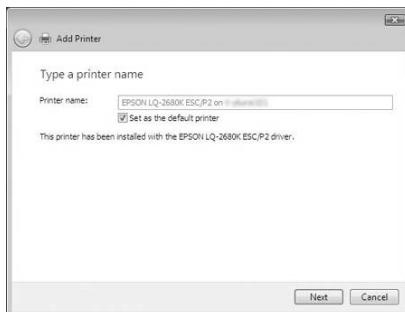 Add Printer
Type a printer name
Printer name: EPSON LQ-2680K ESC/P2 on
Set as the default printer
This printer has been installed with the EPSON LQ-2680K ESC/P2 driver.
Next Cancel